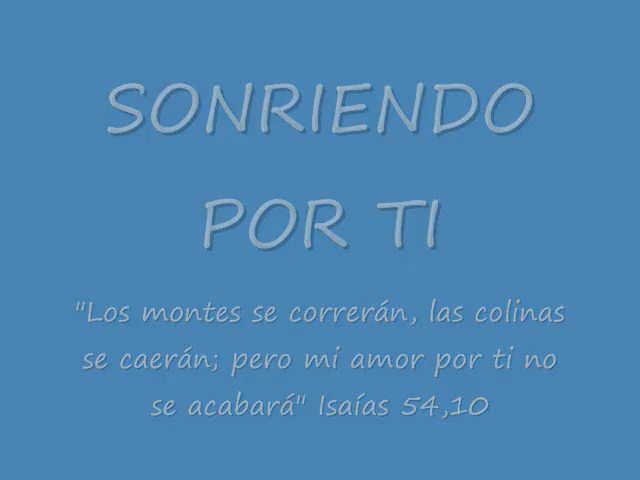 SONRIENDO
POR TI
"Los montes se correrán, las colinas
se caerán; pero mi amor por ti no
se acabará" Isaías 54,10